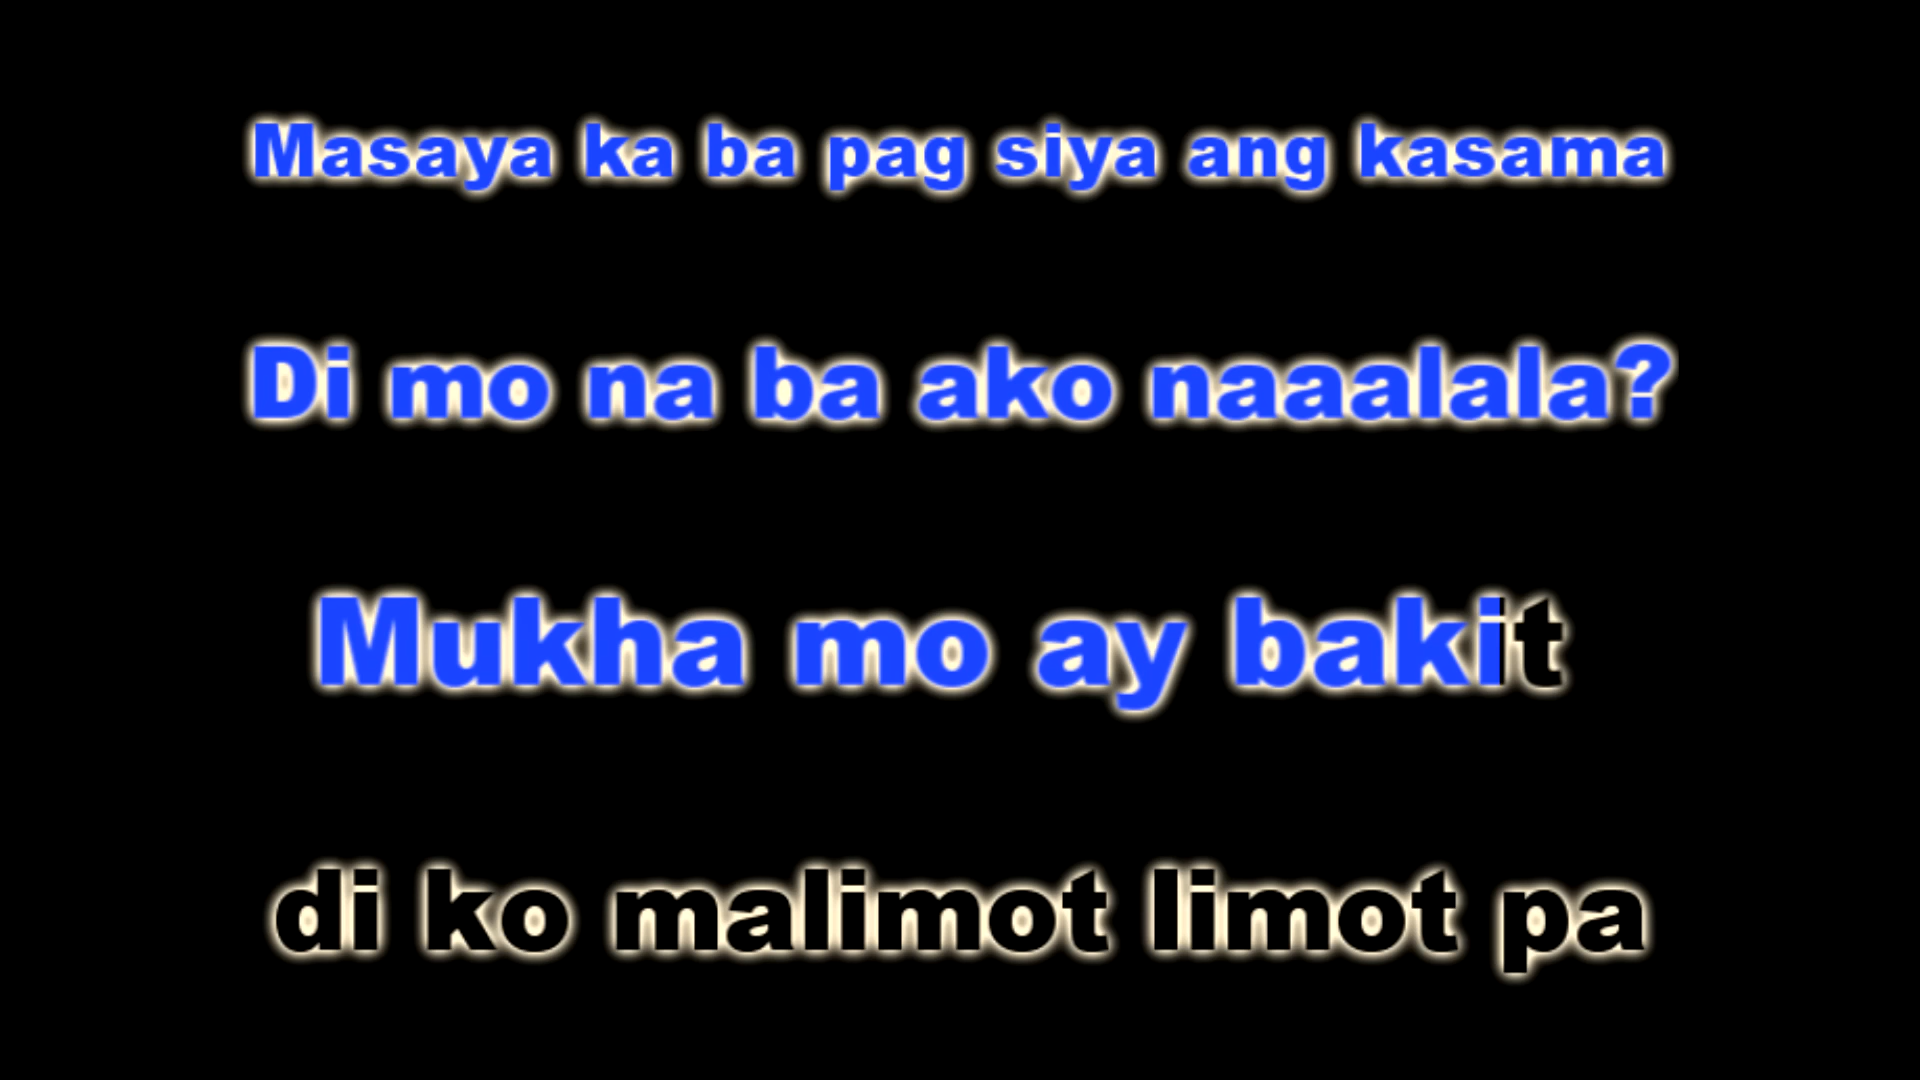 Masaya ka ba pag siya ang kasama
Di mo na ba ako naaalala?
Mukha mo ay bakit
di ko malimot limot pa